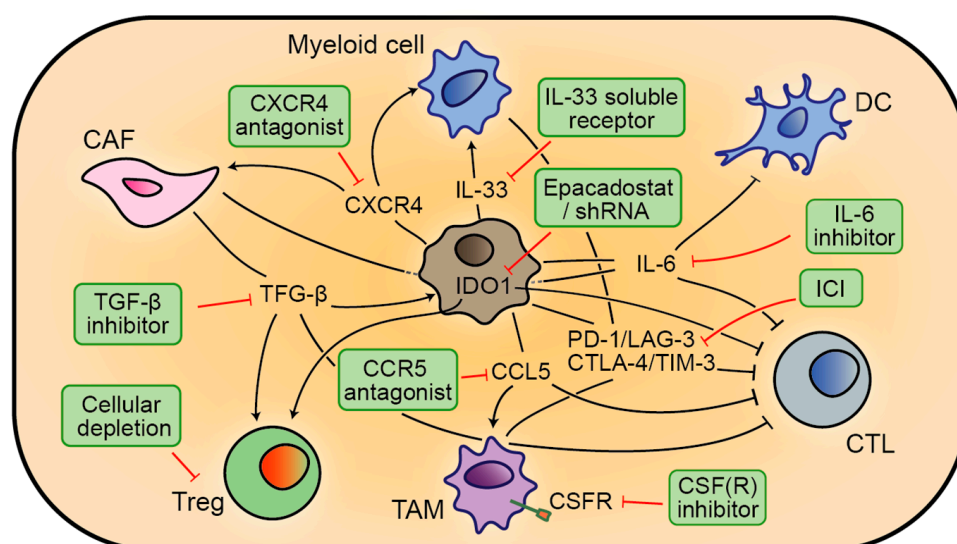 Myeloid cell
CXCR4
antagonist
IL-33 soluble
receptor
DC
CAF
CXCR4
IL-33
Epacadostat
/ shRNA
IL-6
inhibitor
IL-6
TGF-β
inhibitor
TFG-β
IDO1
ICI
PD-1/LAG-3
CTLA-4/TIM-3
CCR5
antagonist
CCL5
Cellular
depletion
CTL
Treg
TAM
CSFR
CSF(R)
inhibitor